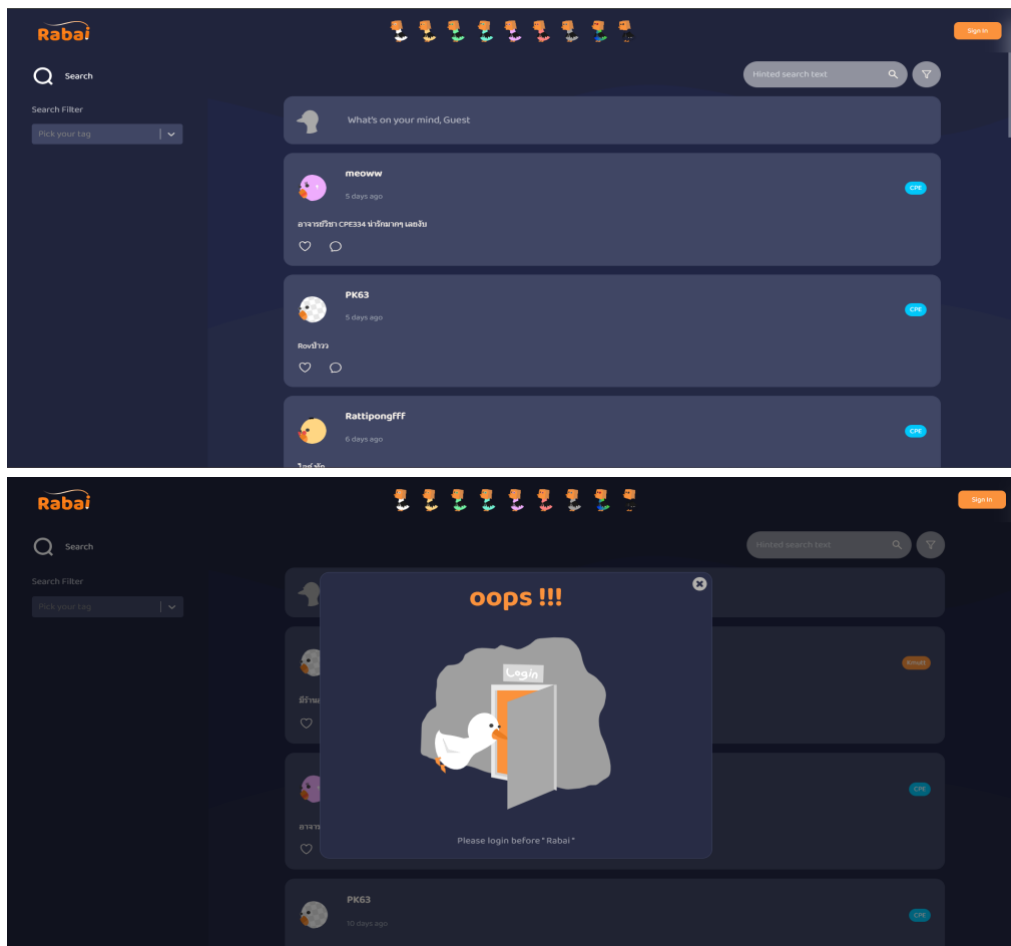 Rabai
Sign in
Search
Hinted search text
Search Filter
Pick your tag
What's on your mind, Guest
meoww
5 days ago
CPE
อาจารย์วิชา CPE334 น่ารักมากๆ เลยงับ
PK63
5 days ago
CPE
Rovป่าวว
Rattipongfff
6 days ago
CPE
Rabai
Sign in
Search
Hinted search text
Search Filter
Pick your tag
oops !!!
Login
Please login before " Rabai "
CPE
PK63
10 days ago
CPE